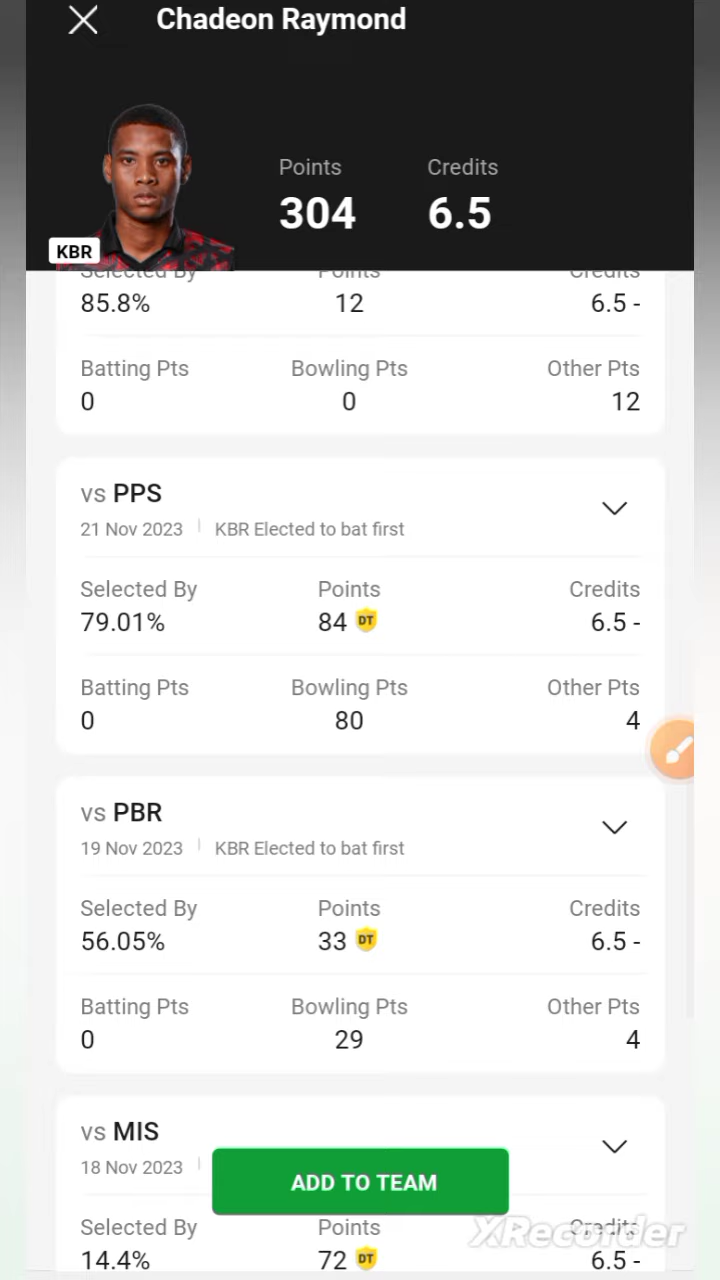 Chadeon Raymond
Points Credits
304 6.5
KBR
Selected By Points Credits
85.8% 12 6.5 -
Batting Pts Bowling Pts Other Pts
0 0 12
vs PPS
21 Nov 2023 KBR Elected to bat first
Selected By Points Credits
79.01% 84 DT 6.5 -
Batting Pts Bowling Pts Other Pts
0 80 4
vs PBR
19 Nov 2023 KBR Elected to bat first
Selected By Points Credits
56.05% 33 DT 6.5 -
Batting Pts Bowling Pts Other Pts
0 29 4
vs MIS
18 Nov 2023
ADD TO TEAM
Selected By Points Credits
XRecorder
14.4% 72 DT 6.5 -